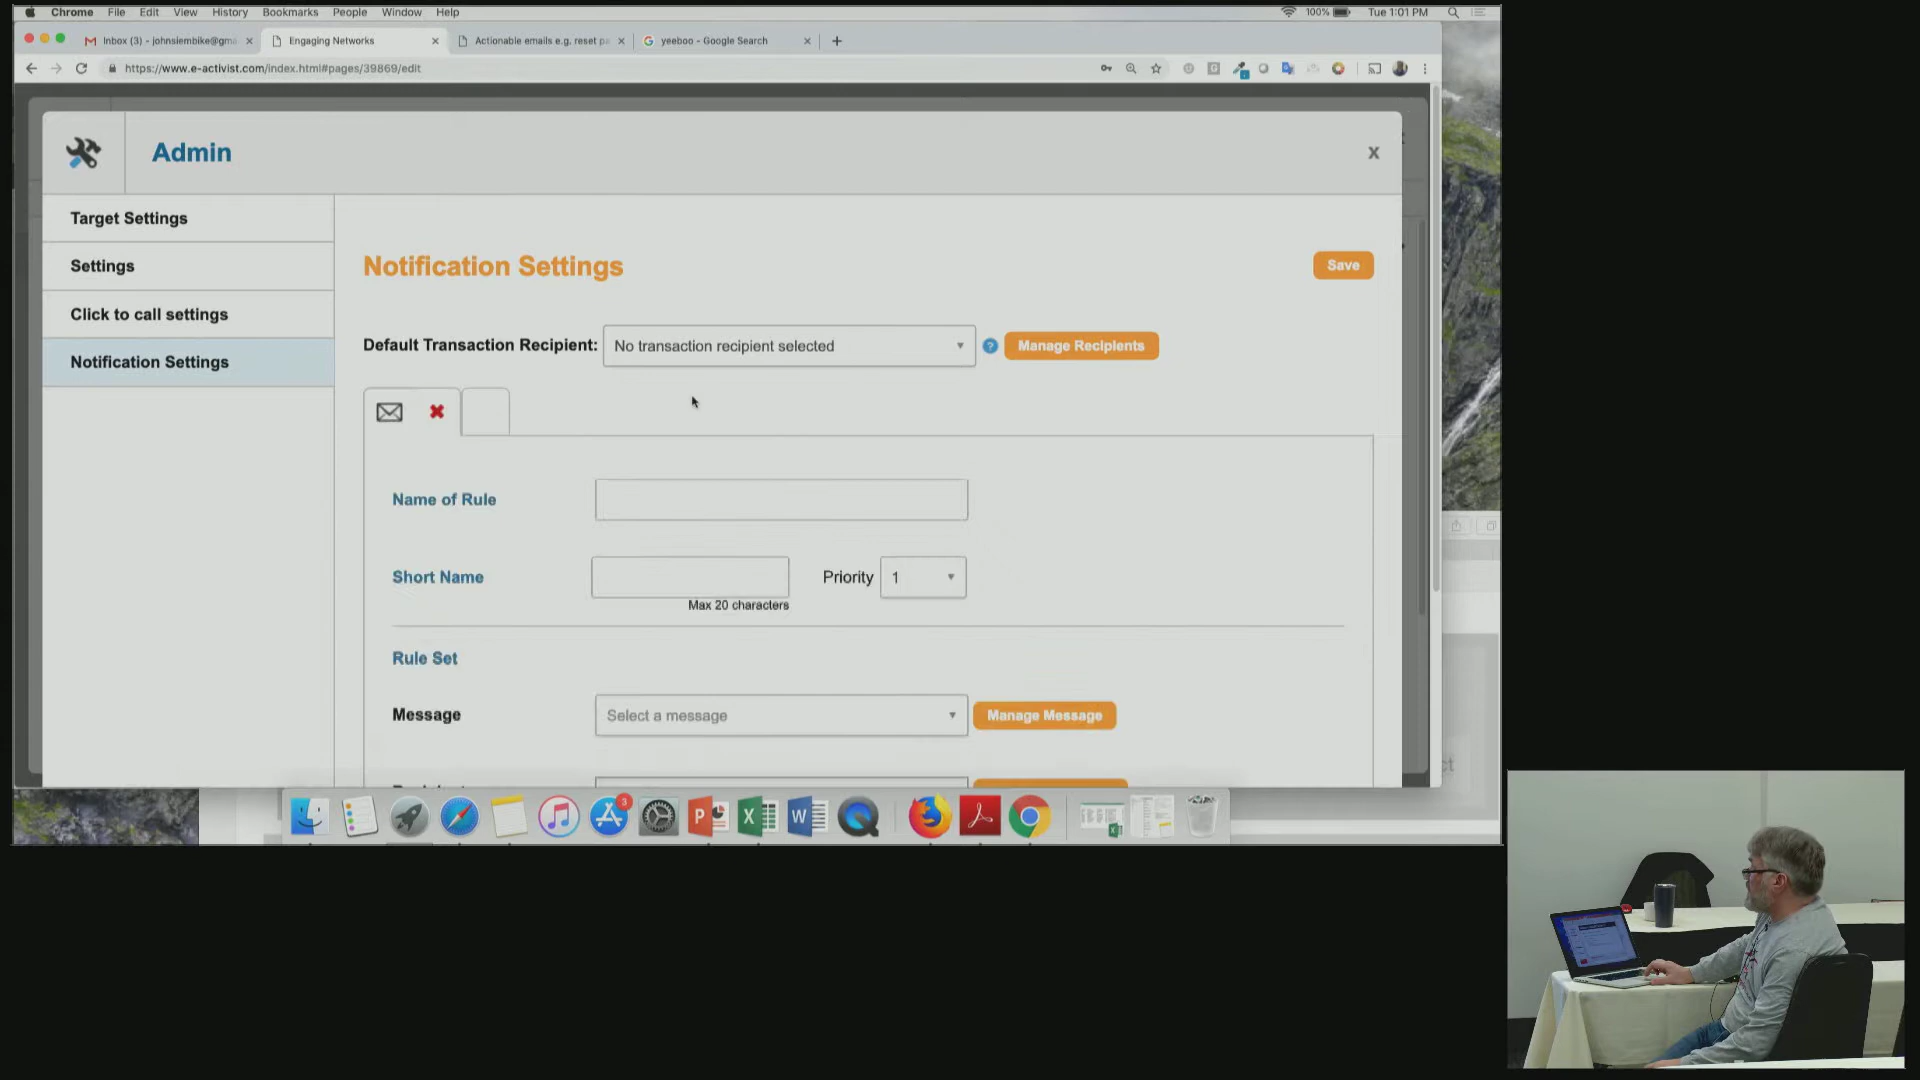 Chrome File Edit View History Bookmarks People Window Help 100% Tue 1:01 PM
Inbox (3) - johnsiembike@gm Engaging Networks Actionable emails e.g. reset pa yeeboo - Google Search
https://www.e-activist.com/index.html#pages/39869/edit
Admin
x
Target Settings
Settings
Click to call settings
Notification Settings
Notification Settings
Save
Default Transaction Recipient: No transaction recipient selected ? Manage Recipients
Name of Rule
Short Name Priority 1
Max 20 characters
Rule Set
Message Select a message Manage Message
3